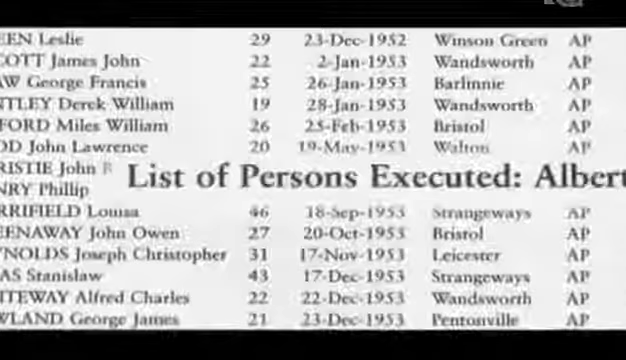 EEN Leslie 29 23-Dec-1952 Winson Green AP
COTT James John 22 2-Jan-1953 Wandsworth AP
AW George Francis 25 26-Jan-1953 Barlinnie AP
NTLEY Derek William 19 28-Jan-1953 Wandsworth AP
FORD Miles William 26 25-Feb-1953 Bristol AP
OD John Lawrence 20 19-May-1953 Walton AP
RISTIE John
List of Persons Executed: Albert
NRY Phillip
RRIFIELD Louisa 46 18-Sep-1953 Strangeways AP
EENAWAY John Owen 27 20-Oct-1953 Bristol AP
YNOLDS Joseph Christopher 31 17-Nov-1953 Leicester AP
AS Stanislaw 43 17-Dec-1953 Strangeways AP
ITEWAY Alfred Charles 22 22-Dec-1953 Wandsworth AP
WLAND George James 21 23-Dec-1953 Pentonville AP